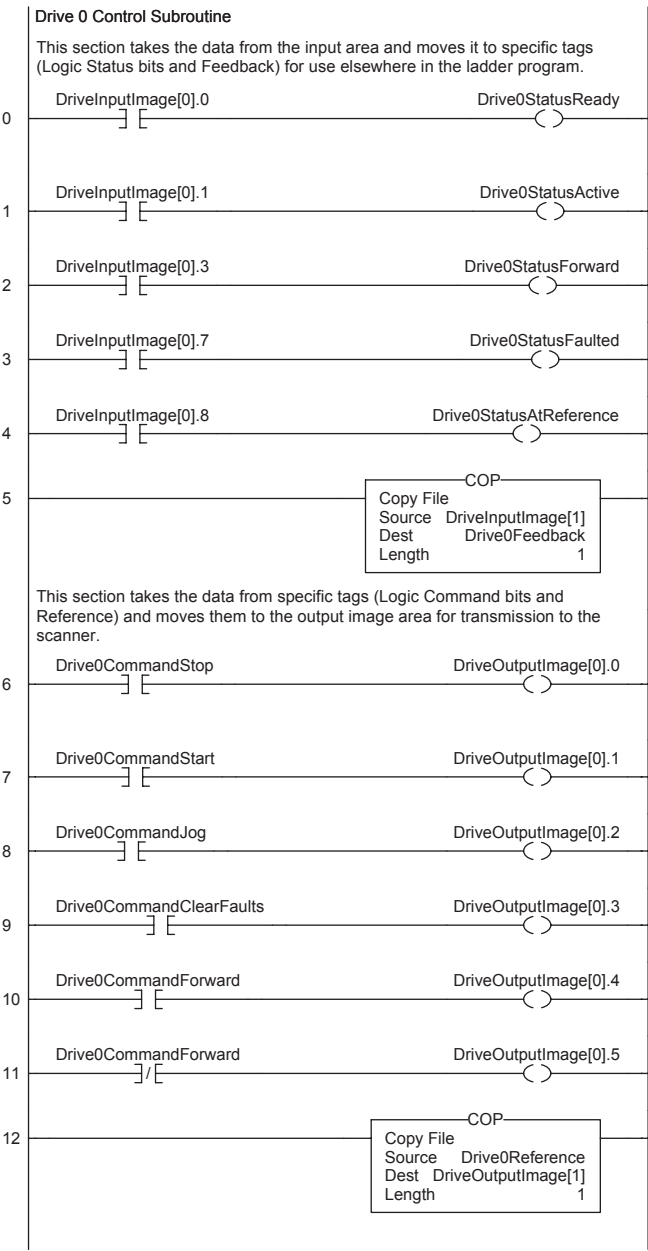 Drive 0 Control Subroutine
This section takes the data from the input area and moves it to specific tags
(Logic Status bits and Feedback) for use elsewhere in the ladder program.
DriveInputImage[0].0 Drive0StatusReady
0
DriveInputImage[0].1 Drive0StatusActive
1
DriveInputImage[0].3 Drive0StatusForward
2
DriveInputImage[0].7 Drive0StatusFaulted
3
DriveInputImage[0].8 Drive0StatusAtReference
4
COP
5 Copy File
Source DriveInputImage[1]
Dest Drive0Feedback
Length 1
This section takes the data from specific tags (Logic Command bits and
Reference) and moves them to the output image area for transmission to the
scanner.
Drive0CommandStop DriveOutputImage[0].0
6
Drive0CommandStart DriveOutputImage[0].1
7
Drive0CommandJog DriveOutputImage[0].2
8
Drive0CommandClearFaults DriveOutputImage[0].3
9
Drive0CommandForward DriveOutputImage[0].4
10
Drive0CommandForward DriveOutputImage[0].5
11 /
COP
12 Copy File
Source Drive0Reference
Dest DriveOutputImage[1]
Length 1